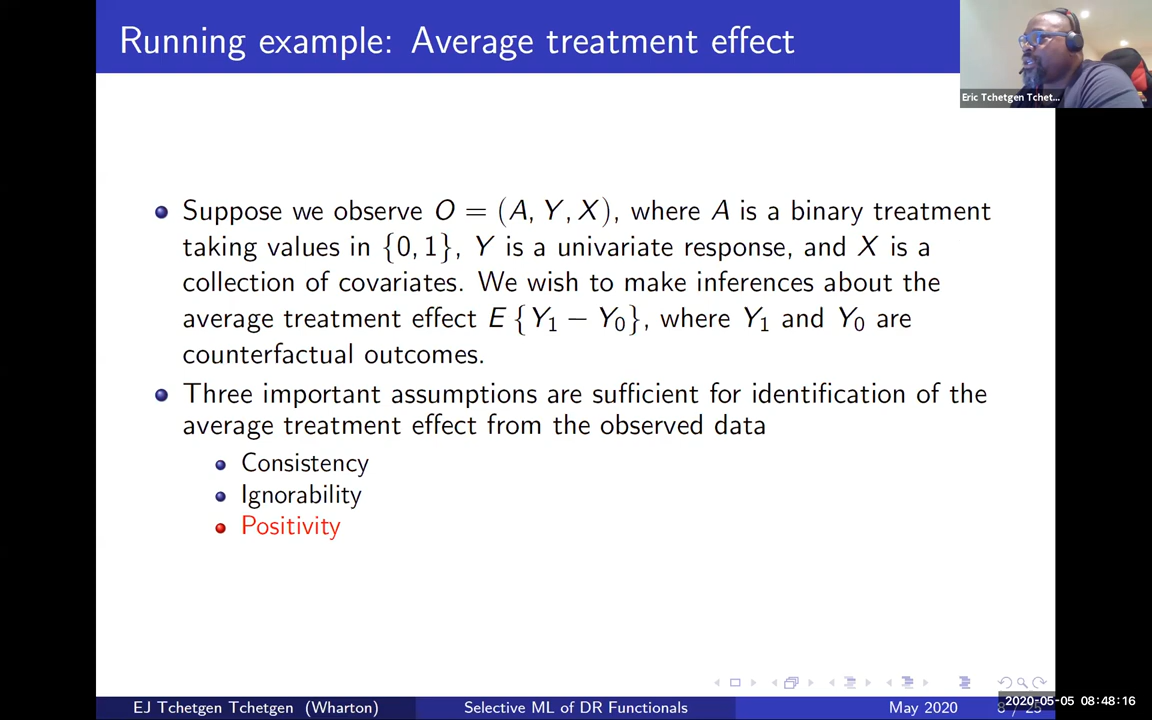 Running example: Average treatment effect
Eric Tchetgen Tchet...
Suppose we observe O = (A, Y, X), where A is a binary treatment
taking values in {0, 1}, Y is a univariate response, and X is a
collection of covariates. We wish to make inferences about the
average treatment effect E {Y₁ − Y₀}, where Y₁ and Y₀ are
counterfactual outcomes.
Three important assumptions are sufficient for identification of the
average treatment effect from the observed data
Consistency
Ignorability
Positivity
EJ Tchetgen Tchetgen (Wharton)
Selective ML of DR Functionals
May 2020
2020-05-05 08:48:16